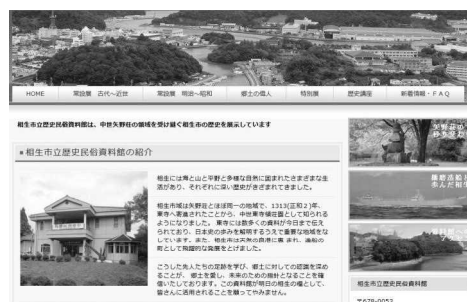 HOME 常設展 古代～近世 常設展 明治～昭和 郷土の偉人 特別展 歴史講座 新着情報・ＦＡＱ
相生市立歴史民俗資料館は、中世矢野荘の領域を受け継ぐ相生市の歴史を展示しています
相生市立歴史民俗資料館の紹介
相生には海と山と平野と多様な自然に囲まれたさまざまな生
活があり、それぞれに深い歴史がきざまれてきました。
相生市域は矢野荘とほぼ同一の地域で、1313(正和２)年、
東寺へ寄進されたことから、中世東寺領荘園として知られる
ようになりました。 東寺には数多くの資料が今日まで伝え
られており、日本史のまみを解明するうえで重要な地域をな
しています。また、相生市は天然の良港に恵 まれ、漁船の
町として飛躍的な発展をとげました。
こうした先人たちの足跡を学び、郷土に対しての認識を深め
ることが、 郷土を愛し、未来のための指針となることを確
信いたしております。この資料館が明日の相生の糧として、
皆さんに活用されることを願ってやみません。
相生市立歴史民俗資料館
〒678-0053